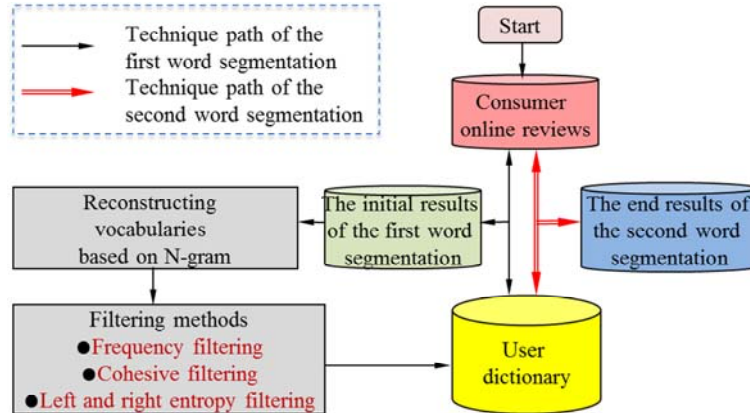 Technique path of the
first word segmentation
Technique path of the
second word segmentation
Start
Consumer
online reviews
Reconstructing
vocabularies
based on N-gram
The initial results
of the first word
segmentation
The end results of
the second word
segmentation
Filtering methods
●Frequency filtering
●Cohesive filtering
●Left and right entropy filtering
User
dictionary